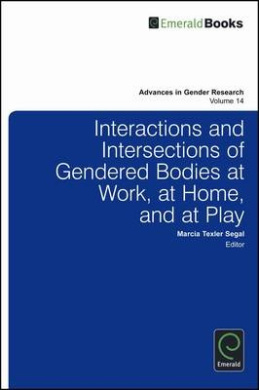 EmeraldBooks
Advances in Gender Research
Volume 14
Interactions and
Intersections of
Gendered Bodies at
Work, at Home,
and at Play
Marcia Texler Segal
Editor
Emerald